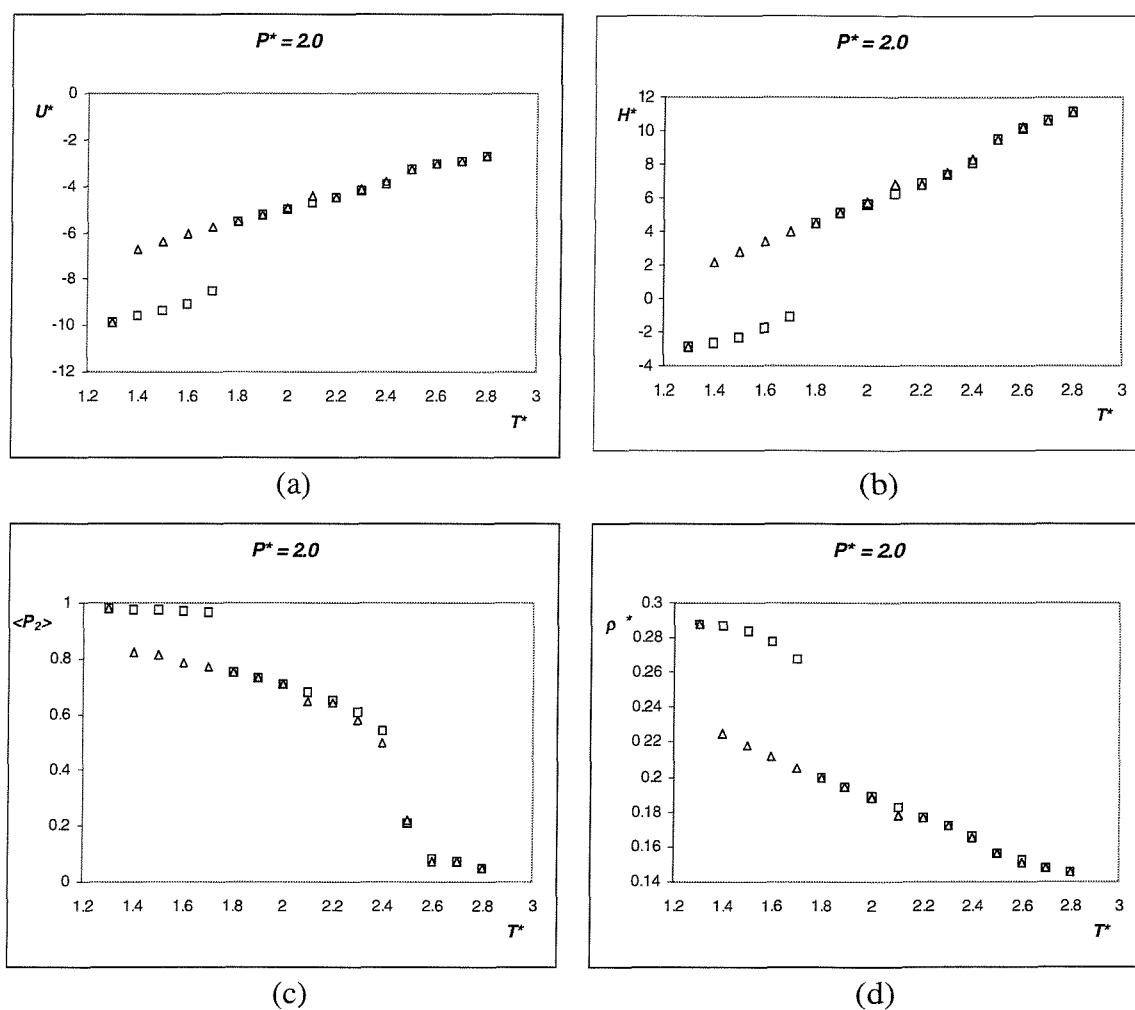 P* = 2.0
U*
0
-2
-4
-6
-8
-10
-12
1.2 1.4 1.6 1.8 2 2.2 2.4 2.6 2.8 3
T*
(a)
P* = 2.0
H*
12
10
8
6
4
2
0
-2
-4
1.2 1.4 1.6 1.8 2 2.2 2.4 2.6 2.8 3
T*
(b)
P* = 2.0
<P₂>
1
0.8
0.6
0.4
0.2
0
1.2 1.4 1.6 1.8 2 2.2 2.4 2.6 2.8 3
T*
(c)
P* = 2.0
ρ *
0.3
0.28
0.26
0.24
0.22
0.2
0.18
0.16
0.14
1.2 1.4 1.6 1.8 2 2.2 2.4 2.6 2.8 3
T*
(d)